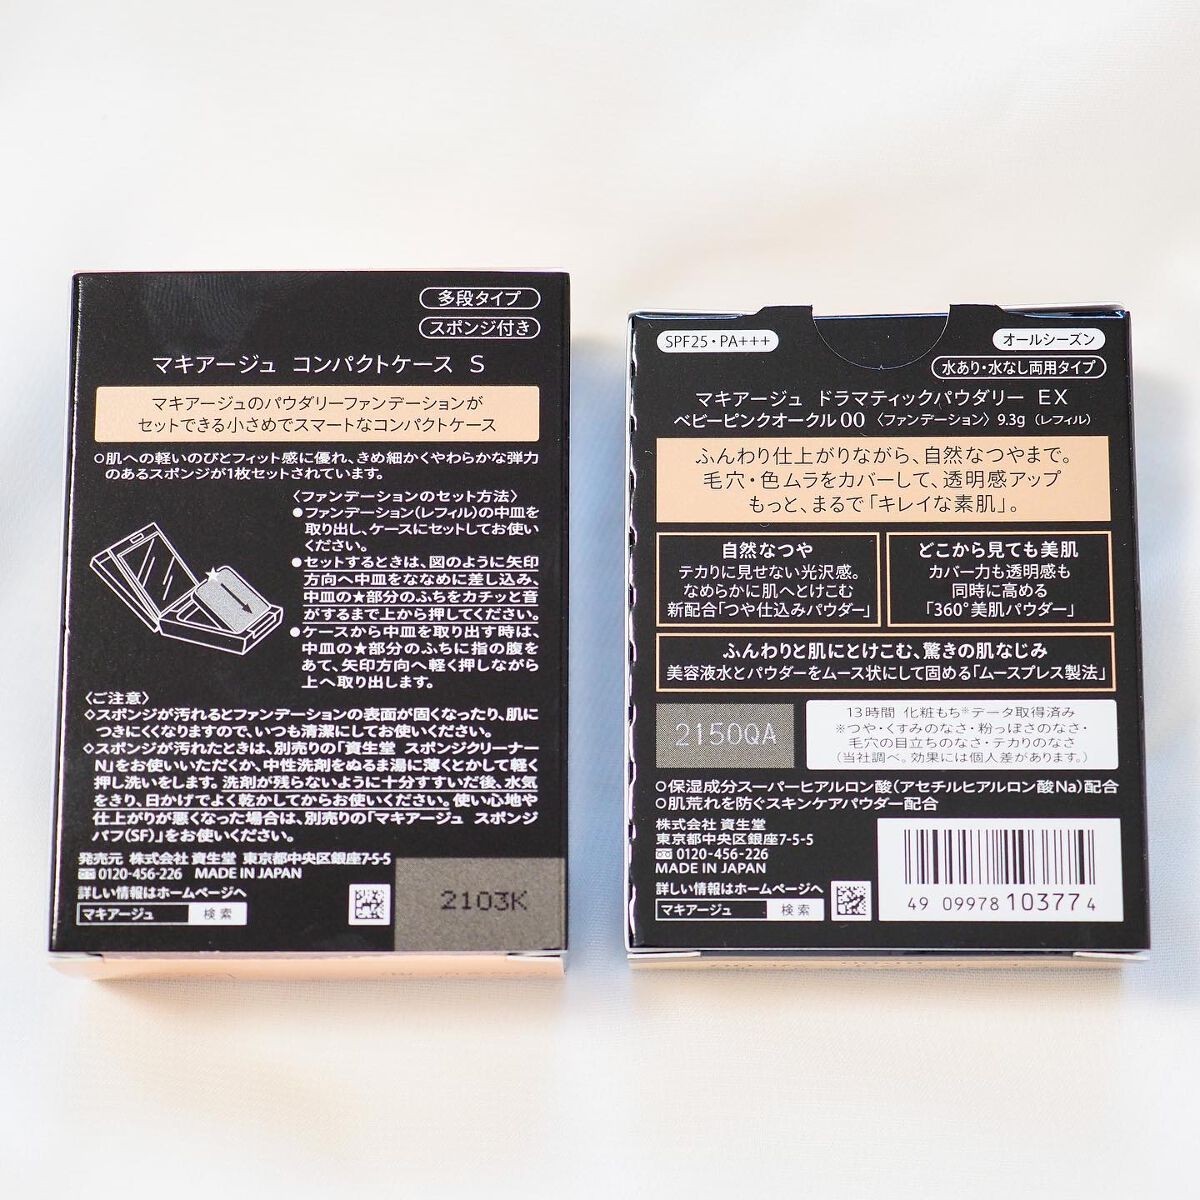 多段タイプ
スポンジ付き
マキアージュ コンパクトケース S
マキアージュのパウダリーファンデーションが
セットできる小さめでスマートなコンパクトケース
○肌への軽いのびとフィット感に優れ、きめ細かくやわらかな弾力
のあるスポンジが1枚セットされています。
〈ファンデーションのセット方法〉
●ファンデーション(レフィル)の中皿を
取り出し、ケースにセットしてお使い
ください。
●セットするときは、図のように矢印
方向へ中皿をななめに差し込み、
中皿の★部分のふちをカチッと音
がするまで上から押してください。
●ケースから中皿を取り出す時は、
中皿の★部分のふちに指の腹を
あて、矢印方向へ軽く押しながら
上へ取り出します。
〈ご注意〉
◇スポンジが汚れるとファンデーションの表面が固くなったり、肌に
つきにくくなりますので、いつも清潔にしてお使いください。
◇スポンジが汚れたときは、別売りの「資生堂 スポンジクリーナー
N」をお使いいただくか、中性洗剤をぬるま湯に薄くとかして軽く
押し洗いをします。洗剤が残らないように十分すすいだ後、水気
をきり、日かげでよく乾かしてからお使いください。使い心地や
仕上がりが悪くなった場合は、別売りの「マキアージュ スポンジ
パフ(SF)」をお使いください。
発売元 株式会社 資生堂 東京都中央区銀座7-5-5
0120-456-226
MADE IN JAPAN
詳しい情報はホームページへ
マキアージュ 検索
2103K
SPF25・PA+++
オールシーズン
水あり・水なし両用タイプ
マキアージュ ドラマティックパウダリー EX
ベビーピンクオークル00 〈ファンデーション〉 9.3g (レフィル)
ふんわり仕上がりながら、自然なつやまで。
毛穴・色ムラをカバーして、透明感アップ
もっと、まるで「キレイな素肌」。
自然なつや
テカリに見せない光沢感。
なめらかに肌へとけこむ
新配合「つや仕込みパウダー」
どこから見ても美肌
カバー力も透明感も
同時に高める
「360°美肌パウダー」
ふんわりと肌にとけこむ、驚きの肌なじみ
美容液水とパウダーをムース状にして固める「ムースプレス製法」
2150QA
13時間 化粧もち※データ取得済み
※つや・くすみのなさ・粉っぽさのなさ・
毛穴の目立ちのなさ・テカリのなさ
(当社調べ。効果には個人差があります。)
○保湿成分スーパーヒアルロン酸(アセチルヒアルロン酸Na)配合
○肌荒れを防ぐスキンケアパウダー配合
株式会社 資生堂
東京都中央区銀座7-5-5
0120-456-226
MADE IN JAPAN
詳しい情報はホームページへ
マキアージュ 検索
4 909978 103774